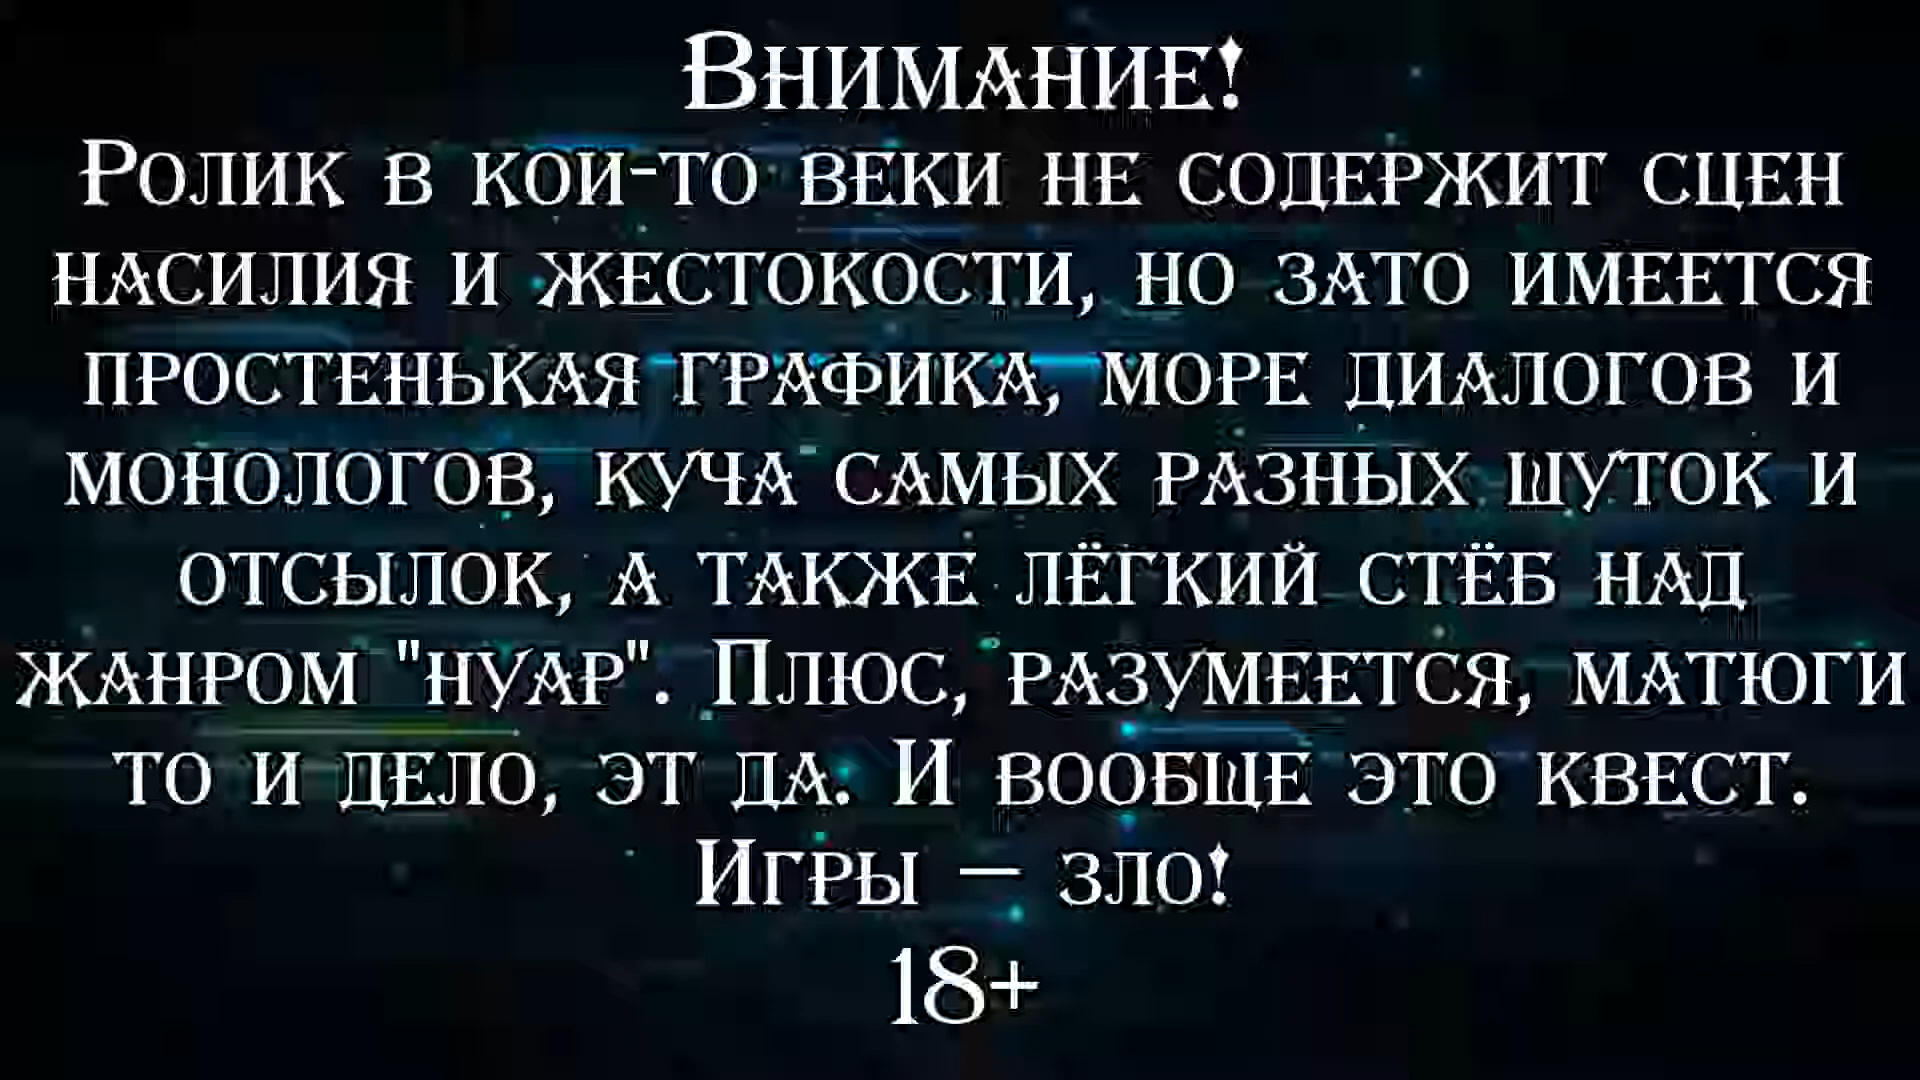 Внимание!
Ролик в кои-то веки не содержит сцен
насилия и жестокости, но зато имеется
простенькая графика, море диалогов и
монологов, куча самых разных шуток и
отсылок, а также лёгкий стёб над
жанром "нуар". Плюс, разумеется, матюги
то и дело, эт да. И вообще это квест.
Игры — зло!
18+